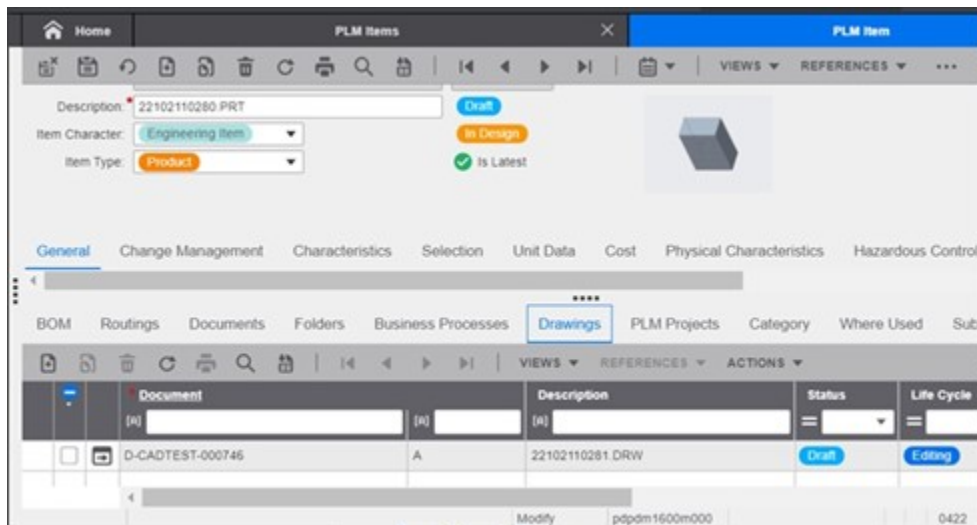 Home PLM Items PLM Item
VIEWS REFERENCES
Description: * 22102110280.PRT Draft
Item Character: Engineering Item In Design
Item Type: Product Is Latest
General Change Management Characteristics Selection Unit Data Cost Physical Characteristics Hazardous Control
BOM Routings Documents Folders Business Processes Drawings PLM Projects Category Where Used Sub
VIEWS REFERENCES ACTIONS
* Document Description Status Life Cycle
[A] [A] [A] = =
D-CADTEST-000746 A 22102110281.DRW Draft Editing
Modify pdpdm1600m000 0422